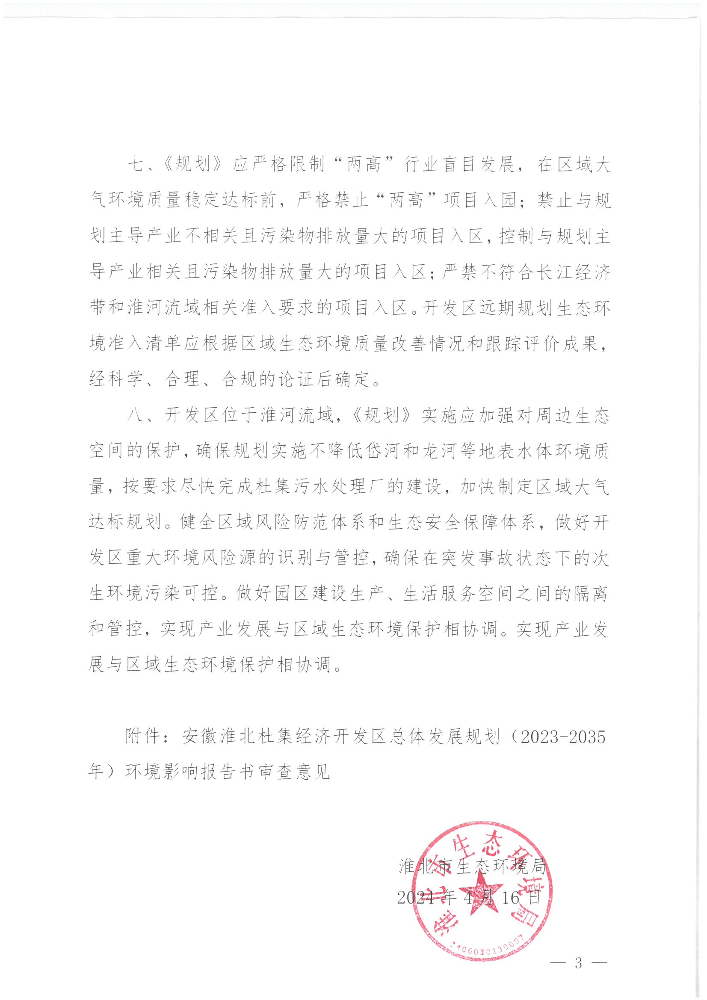 七、《规划》应严格限制“两高”行业盲目发展，在区域大
气环境质量稳定达标前，严格禁止“两高”项目入园；禁止与规
划主导产业不相关且污染物排放量大的项目入区，控制与规划主
导产业相关且污染物排放量大的项目入区；严禁不符合长江经济
带和淮河流域相关准入要求的项目入区。开发区远期规划生态环
境准入清单应根据区域生态环境质量改善情况和跟踪评价成果，
经科学、合理、合规的论证后确定。
八、开发区位于淮河流域，《规划》实施应加强对周边生态
空间的保护，确保规划实施不降低岱河和龙河等地表水体环境质
量，按要求尽快完成杜集污水处理厂的建设，加快制定区域大气
达标规划。健全区域风险防范体系和生态安全保障体系，做好开
发区重大环境风险源的识别与管控，确保在突发事故状态下的次
生环境污染可控。做好园区建设生产、生活服务空间之间的隔离
和管控，实现产业发展与区域生态环境保护相协调。实现产业发
展与区域生态环境保护相协调。
附件：安徽淮北杜集经济开发区总体发展规划（2023-2035
年）环境影响报告书审查意见
淮北市生态环境局
2024年4月16日
淮北市生态环境局
3406030139087
— 3 —